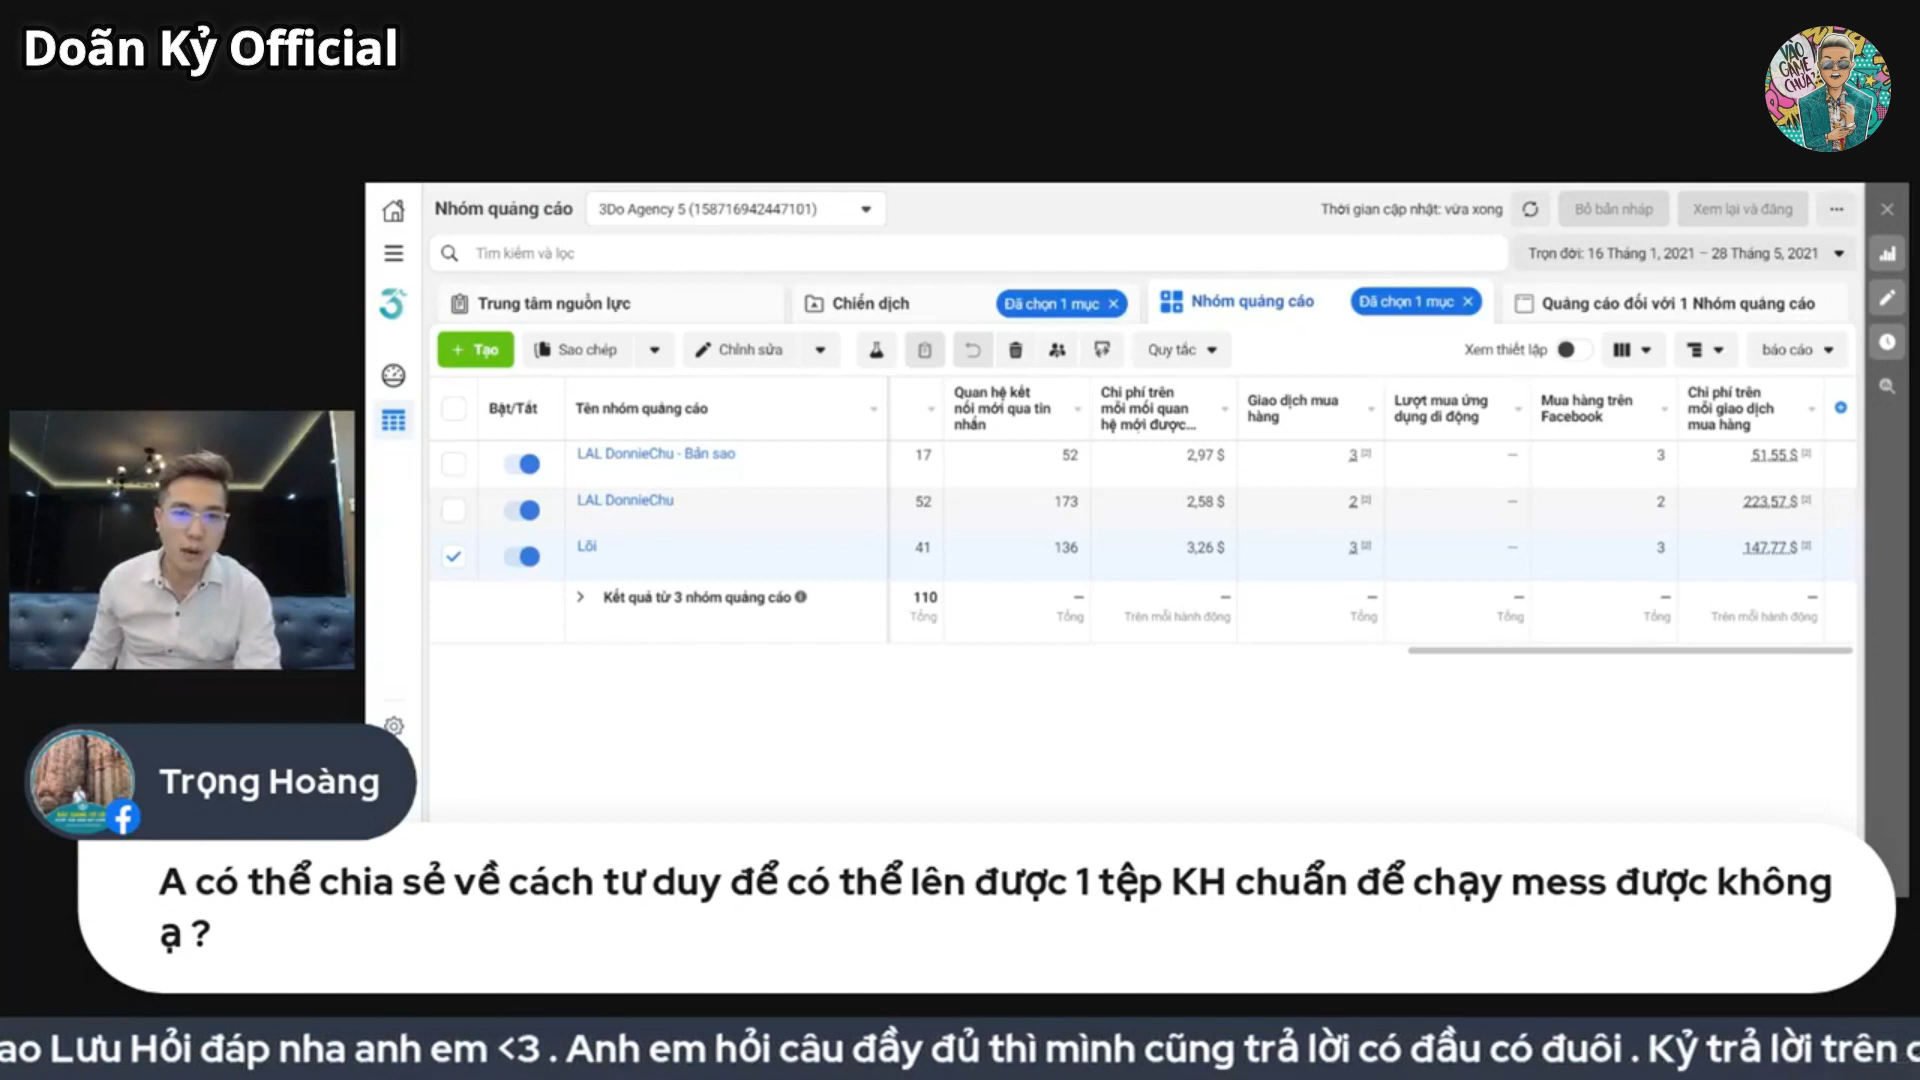 Doãn Kỷ Official
VÀO
GAME
CHƯA?
Nhóm quảng cáo
3Do Agency 5 (158716942447101)
Thời gian cập nhật: vừa xong
Bỏ bản nháp
Xem lại và đăng
Tìm kiếm và lọc
Trọn đời: 16 Tháng 1, 2021 – 28 Tháng 5, 2021
Trung tâm nguồn lực
Chiến dịch
Đã chọn 1 mục ×
Nhóm quảng cáo
Đã chọn 1 mục ×
Quảng cáo đối với 1 Nhóm quảng cáo
+ Tạo
Sao chép
Chỉnh sửa
Quy tắc
Xem thiết lập
báo cáo
Bật/Tắt
Tên nhóm quảng cáo
Quan hệ kết nối mới qua tin nhắn
Chi phí trên mỗi mối quan hệ mới được...
Giao dịch mua hàng
Lượt mua ứng dụng di động
Mua hàng trên Facebook
Chi phí trên mỗi giao dịch mua hàng
LAL DonnieChu - Bản sao 17 52 2,97 $ 3 [2] — 3 51,55 $ [2]
LAL DonnieChu 52 173 2,58 $ 2 [2] — 2 223,57 $ [2]
Lõi 41 136 3,26 $ 3 [2] — 3 147,77 $ [2]
Kết quả từ 3 nhóm quảng cáo 110 — — — — — —
Tổng Tổng Trên mỗi hành động Tổng Tổng Tổng Trên mỗi hành động
Trọng Hoàng
A có thể chia sẻ về cách tư duy để có thể lên được 1 tệp KH chuẩn để chạy mess được không
ạ ?
ao Lưu Hỏi đáp nha anh em <3 . Anh em hỏi câu đầy đủ thì mình cũng trả lời có đầu có đuôi . Kỷ trả lời trên